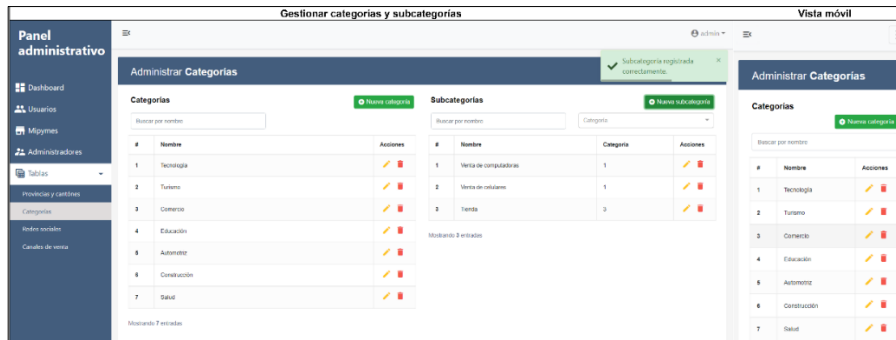 Gestionar categorías y subcategorías
Vista móvil
Panel
administrativo
Dashboard
Usuarios
Mipymes
Administradores
Tablas
Provincias y cantones
Categorías
Redes sociales
Canales de venta
admin
Administrar Categorías
Subcategoría registrada
correctamente.
×
Categorías
Nueva categoría
Buscar por nombre
# Nombre Acciones
1 Tecnología
2 Turismo
3 Comercio
4 Educación
5 Automotriz
6 Construcción
7 Salud
Mostrando 7 entradas
Subcategorías
Nueva subcategoría
Buscar por nombre
Categoría
# Nombre Categoría Acciones
1 Venta de computadoras 1
2 Venta de celulares 1
3 Tienda 3
Mostrando 3 entradas
Administrar Categorías
Categorías
Nueva categoría
Buscar por nombre
# Nombre Acciones
1 Tecnología
2 Turismo
3 Comercio
4 Educación
5 Automotriz
6 Construcción
7 Salud